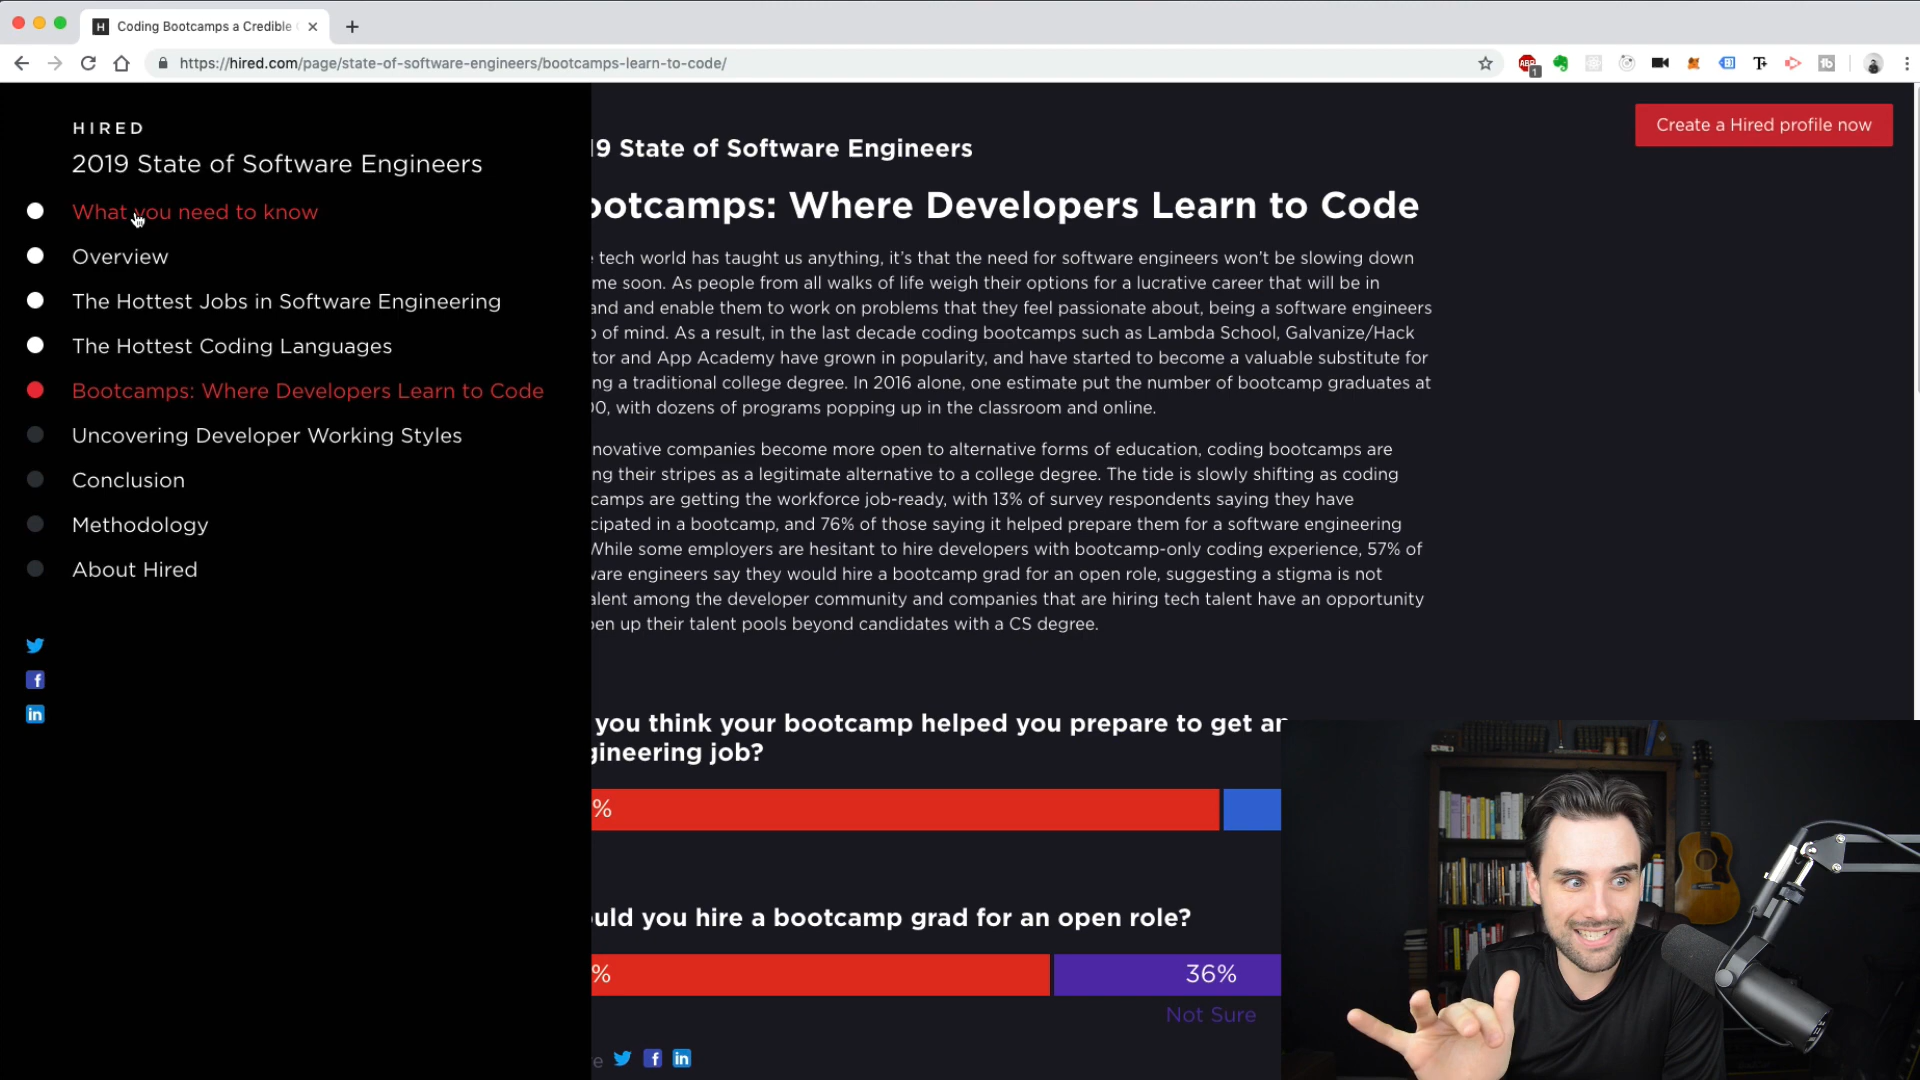 Coding Bootcamps a Credible
https://hired.com/page/state-of-software-engineers/bootcamps-learn-to-code/
ABP
1
HIRED
2019 State of Software Engineers
What you need to know
Overview
The Hottest Jobs in Software Engineering
The Hottest Coding Languages
Bootcamps: Where Developers Learn to Code
Uncovering Developer Working Styles
Conclusion
Methodology
About Hired
Create a Hired profile now
19 State of Software Engineers
ootcamps: Where Developers Learn to Code
tech world has taught us anything, it's that the need for software engineers won't be slowing down
me soon. As people from all walks of life weigh their options for a lucrative career that will be in
and and enable them to work on problems that they feel passionate about, being a software engineers
of mind. As a result, in the last decade coding bootcamps such as Lambda School, Galvanize/Hack
tor and App Academy have grown in popularity, and have started to become a valuable substitute for
ng a traditional college degree. In 2016 alone, one estimate put the number of bootcamp graduates at
00, with dozens of programs popping up in the classroom and online.
novative companies become more open to alternative forms of education, coding bootcamps are
ng their stripes as a legitimate alternative to a college degree. The tide is slowly shifting as coding
camps are getting the workforce job-ready, with 13% of survey respondents saying they have
cipated in a bootcamp, and 76% of those saying it helped prepare them for a software engineering
While some employers are hesitant to hire developers with bootcamp-only coding experience, 57% of
ware engineers say they would hire a bootcamp grad for an open role, suggesting a stigma is not
alent among the developer community and companies that are hiring tech talent have an opportunity
en up their talent pools beyond candidates with a CS degree.
you think your bootcamp helped you prepare to get an
gineering job?
%
uld you hire a bootcamp grad for an open role?
%
36%
Not Sure